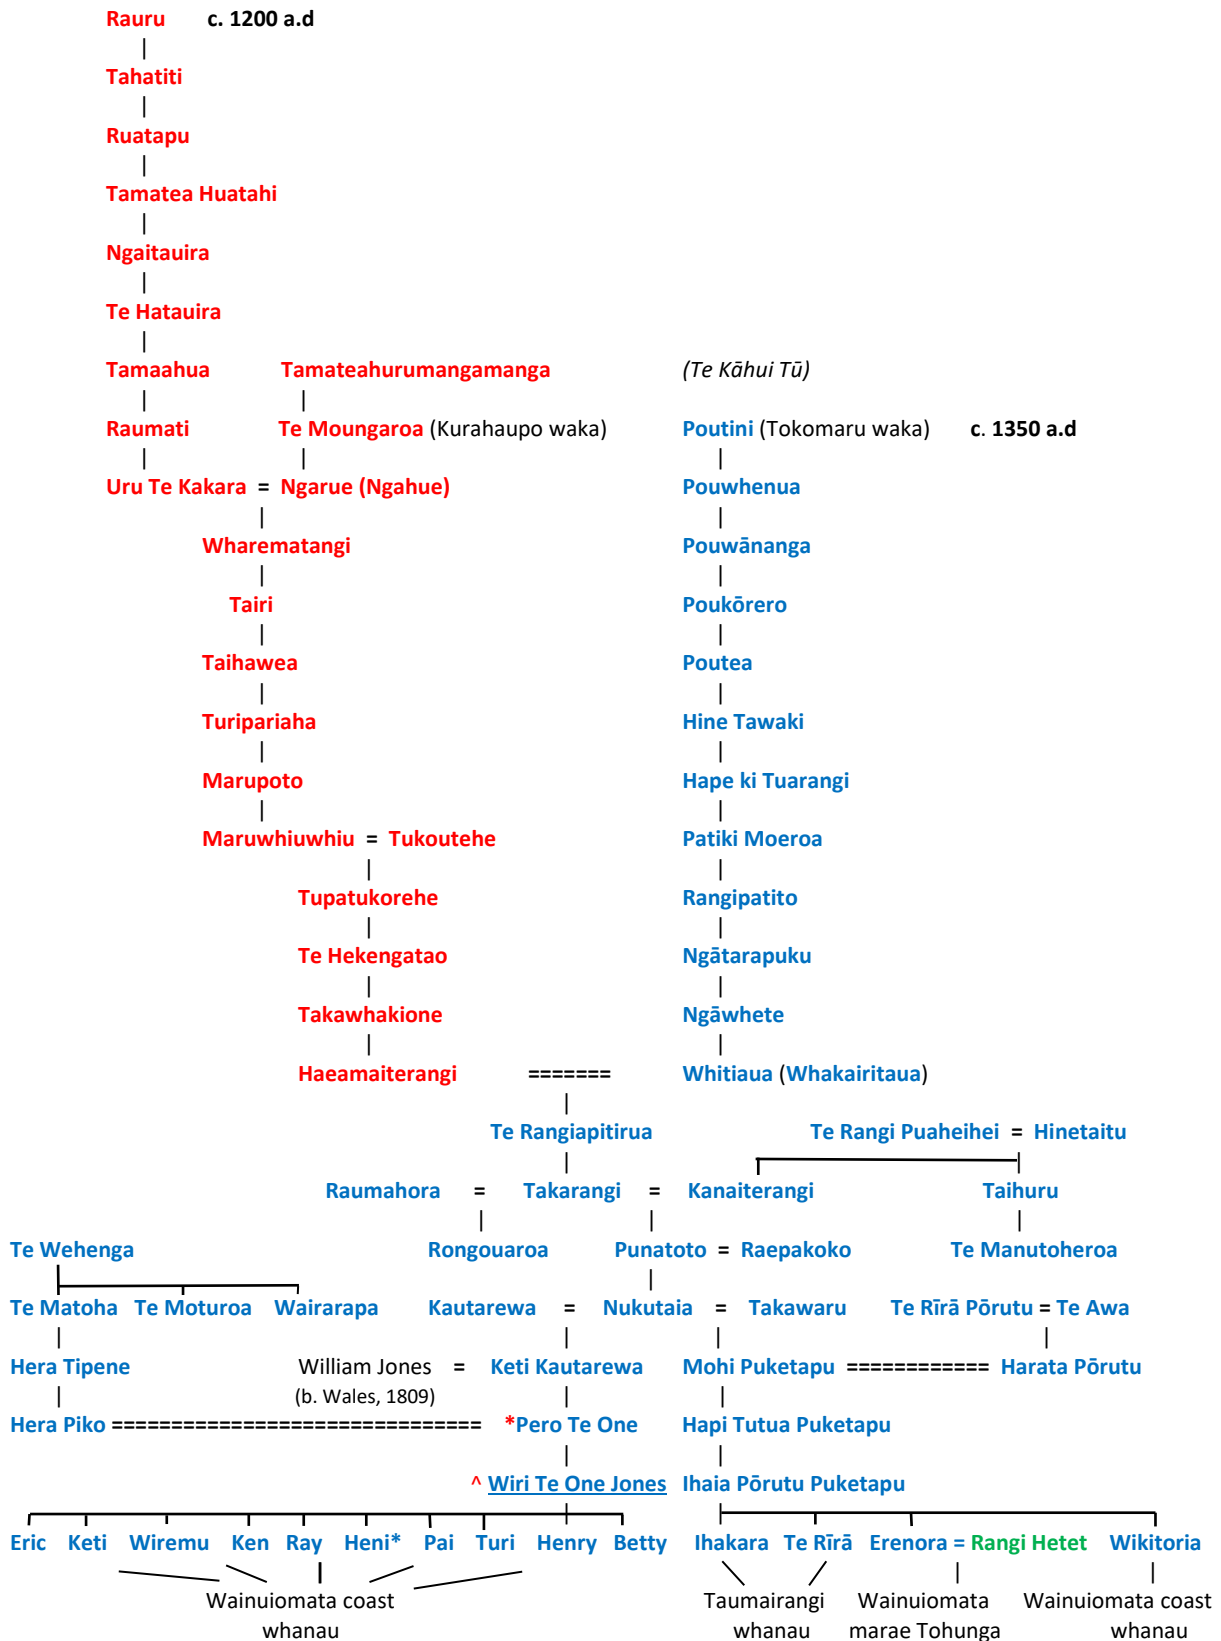 Rauru c. 1200 a.d
Tahatiti
Ruatapu
Tamatea Huatahi
Ngaitauira
Te Hatauira
Tamaahua Tamateahurumangamanga (Te Kāhui Tū)
Raumati Te Moungaroa (Kurahaupo waka) Poutini (Tokomaru waka) c. 1350 a.d
Uru Te Kakara = Ngarue (Ngahue) Pouwhenua
Wharematangi Pouwānanga
Tairi Poukōrero
Taihawea Poutea
Turipariaha Hine Tawaki
Marupoto Hape ki Tuarangi
Maruwhiuwhiu = Tukoutehe Patiki Moeroa
Tupatukorehe Rangipatito
Te Hekengatao Ngātarapuku
Takawhakione Ngāwhete
Haeamaiterangi ======= Whitiaua (Whakairitaua)
Te Rangiapitirua Te Rangi Puaheihei = Hinetaitu
Raumahora = Takarangi = Kanaiterangi Taihuru
Te Wehenga Rongouaroa Punatoto = Raepakoko Te Manutoheroa
Te Matoha Te Moturoa Wairarapa Kautarewa = Nukutaia = Takawaru Te Rīrā Pōrutu = Te Awa
Hera Tipene William Jones = Keti Kautarewa Mohi Puketapu ============ Harata Pōrutu
(b. Wales, 1809)
Hera Piko =============================== *Pero Te One Hapi Tutua Puketapu
^ Wiri Te One Jones Ihaia Pōrutu Puketapu
Eric Keti Wiremu Ken Ray Heni* Pai Turi Henry Betty Ihakara Te Rīrā Erenora = Rangi Hetet Wikitoria
Wainuiomata coast Taumairangi Wainuiomata Wainuiomata coast
whanau whanau marae Tohunga whanau